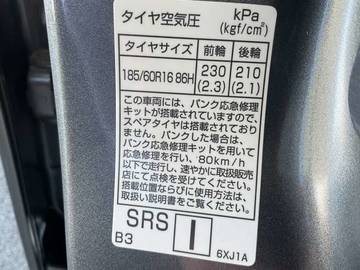 タイヤ空気圧 kPa
(kgf/cm²)
タイヤサイズ 前輪 後輪
185/60R16 86H 230 210
(2.3) (2.1)
この車両には、パンク応急修理
キットが搭載されていますので、
スペアタイヤは搭載されており
ません。パンクした場合は、
パンク応急修理キットを用いて
応急修理を行い、80km/h
以下で走行し、速やかに取扱販売
店にて点検を受けてください。
搭載位置ならびに使用方法は、
取扱い説明書をご覧ください。
SRS I
B3 6XJ1A